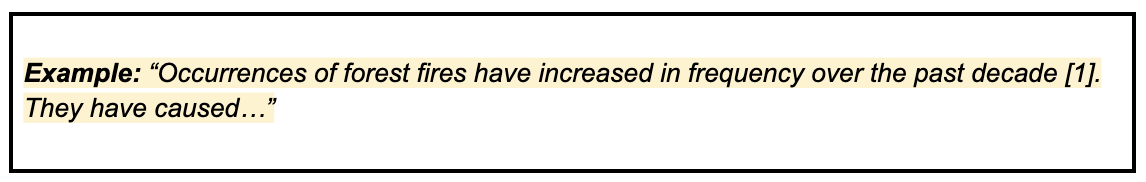 Example: “Occurrences of forest fires have increased in frequency over the past decade [1].
They have caused…”